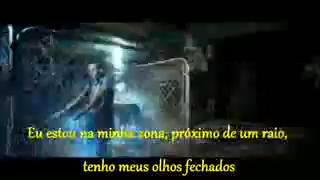 Eu estou na minha zona, próximo de um raio,
tenho meus olhos fechados